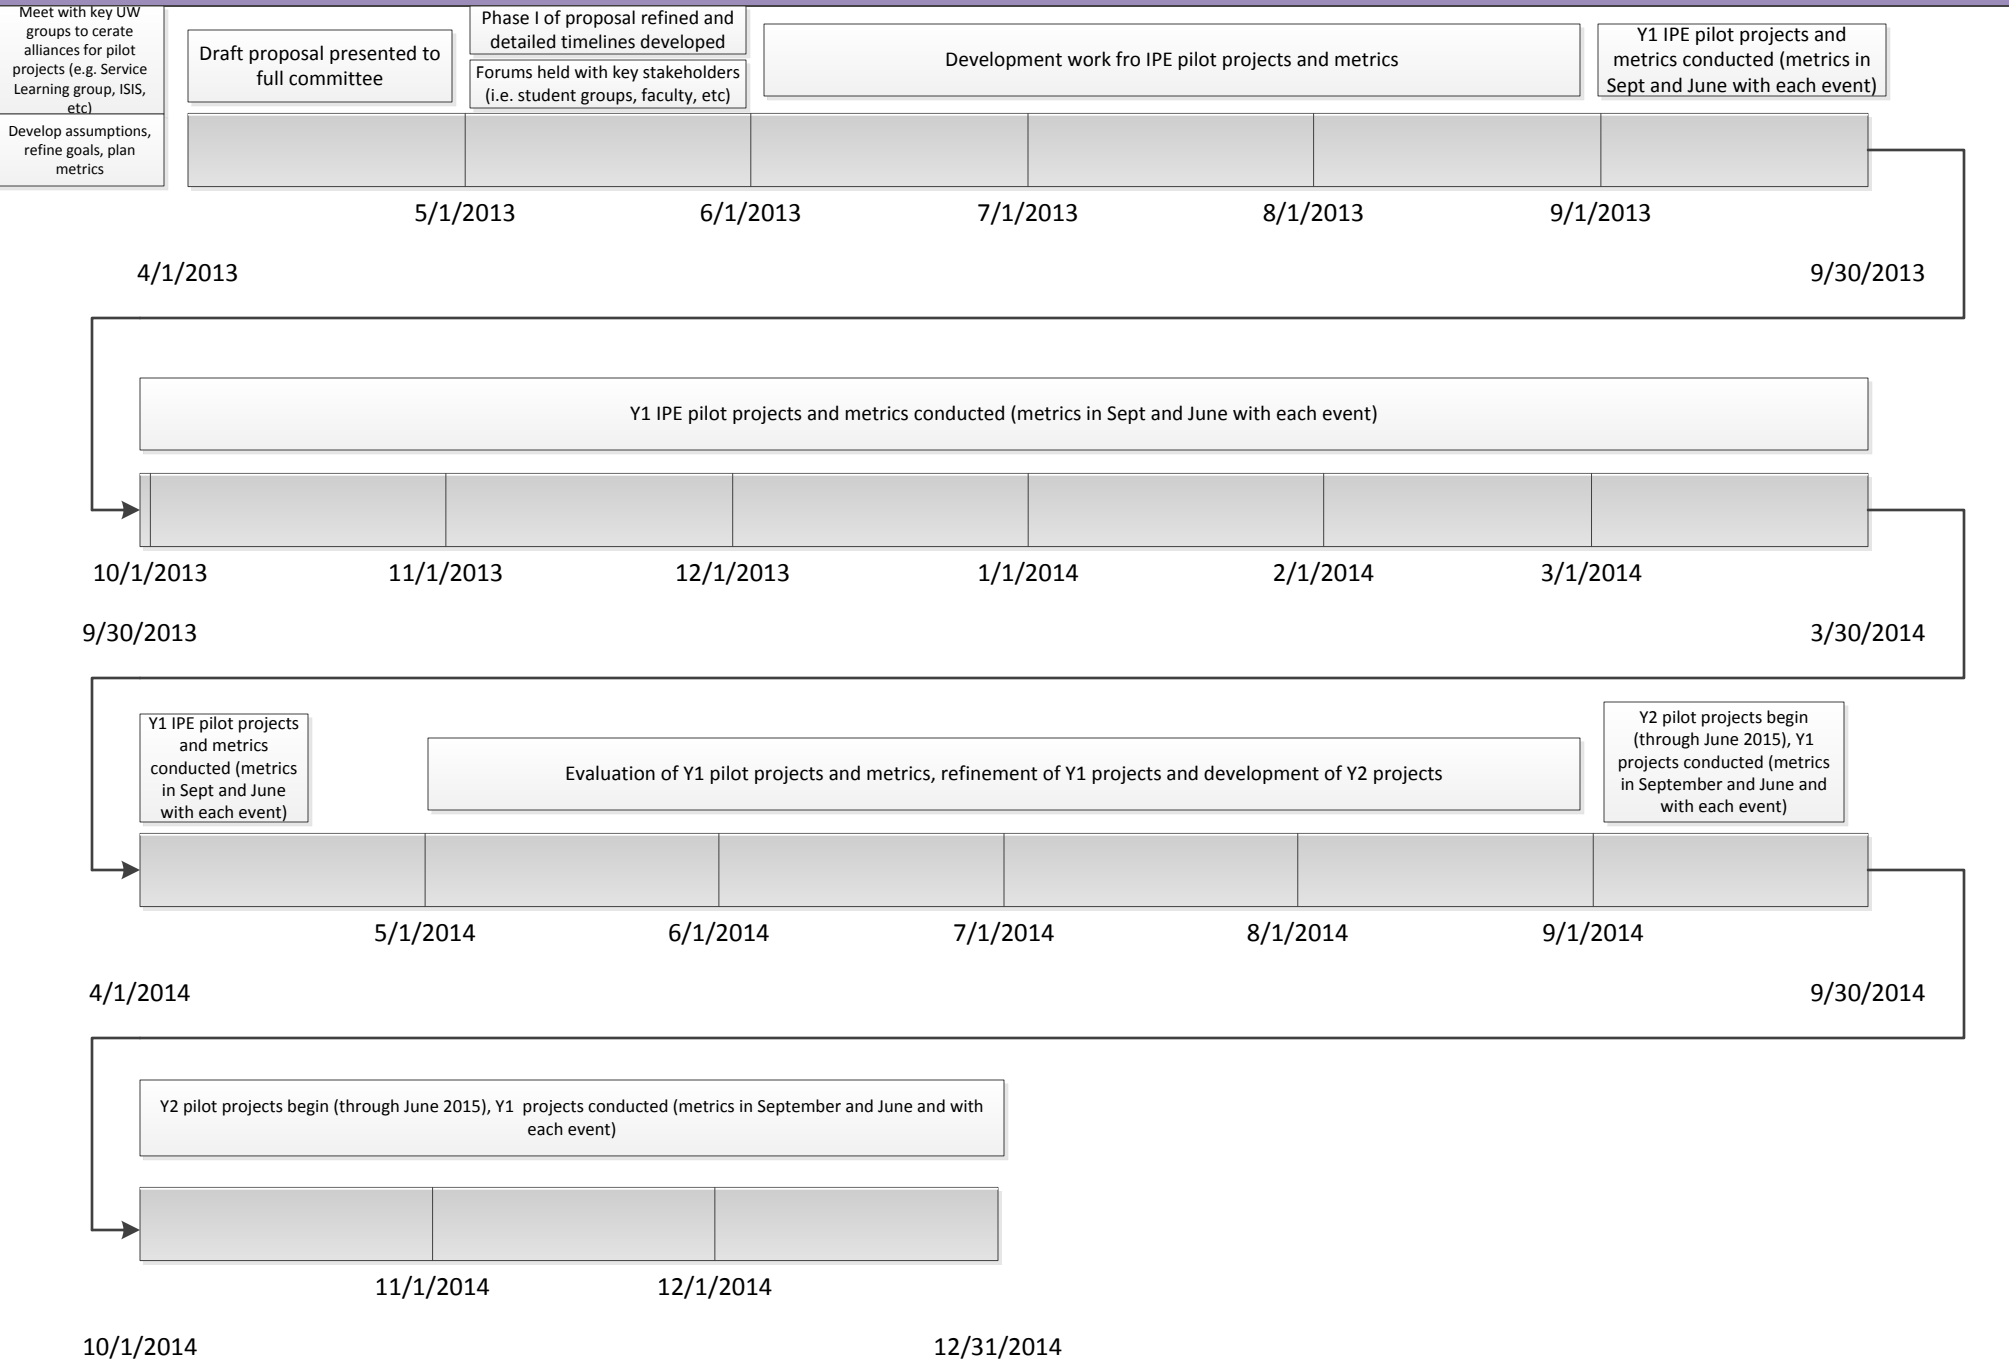 Meet with key UW
groups to cerate
alliances for pilot
projects (e.g. Service
Learning group, ISIS,
etc)
Develop assumptions,
refine goals, plan
metrics
Draft proposal presented to
full committee
Phase I of proposal refined and
detailed timelines developed
Forums held with key stakeholders
(i.e. student groups, faculty, etc)
Development work fro IPE pilot projects and metrics
Y1 IPE pilot projects and
metrics conducted (metrics in
Sept and June with each event)
5/1/2013
6/1/2013
7/1/2013
8/1/2013
9/1/2013
4/1/2013
9/30/2013
Y1 IPE pilot projects and metrics conducted (metrics in Sept and June with each event)
10/1/2013
11/1/2013
12/1/2013
1/1/2014
2/1/2014
3/1/2014
9/30/2013
3/30/2014
Y1 IPE pilot projects
and metrics
conducted (metrics
in Sept and June
with each event)
Evaluation of Y1 pilot projects and metrics, refinement of Y1 projects and development of Y2 projects
Y2 pilot projects begin
(through June 2015), Y1
projects conducted (metrics
in September and June and
with each event)
5/1/2014
6/1/2014
7/1/2014
8/1/2014
9/1/2014
4/1/2014
9/30/2014
Y2 pilot projects begin (through June 2015), Y1 projects conducted (metrics in September and June and with
each event)
11/1/2014
12/1/2014
10/1/2014
12/31/2014